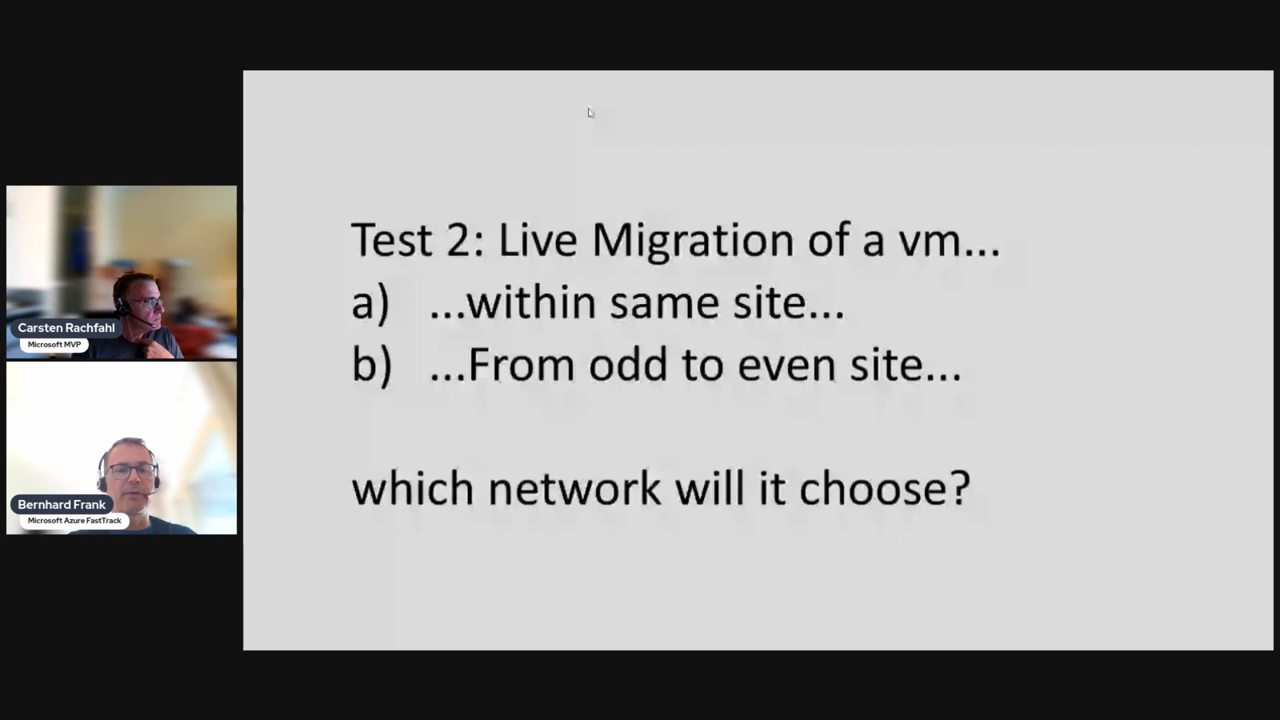 Carsten Rachfahl
Microsoft MVP
Bernhard Frank
Microsoft Azure FastTrack
Test 2: Live Migration of a vm...
a) ...within same site...
b) ...From odd to even site...
which network will it choose?